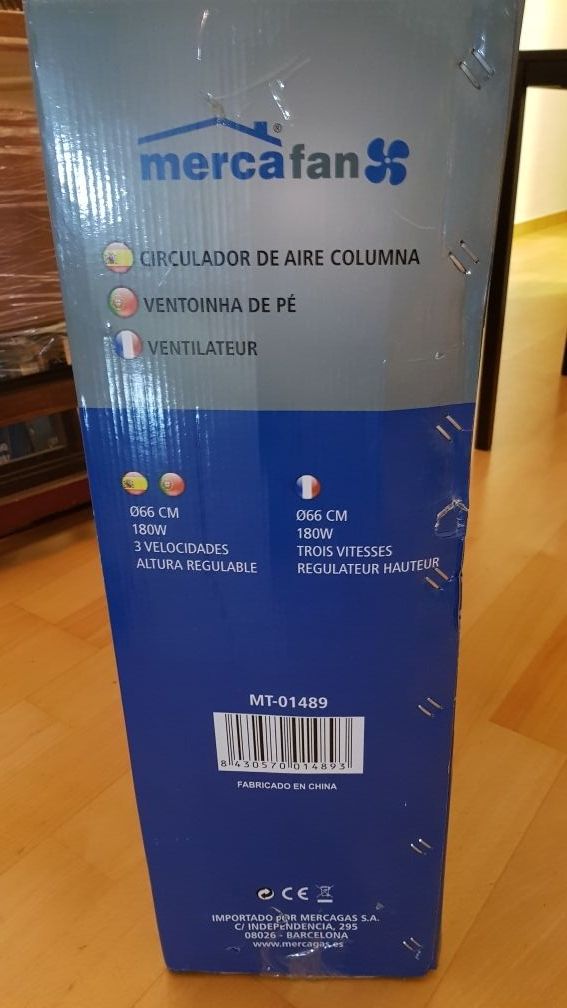 mercafan
®
CIRCULADOR DE AIRE COLUMNA
VENTOINHA DE PÉ
VENTILATEUR
Ø66 CM
180W
3 VELOCIDADES
ALTURA REGULABLE
Ø66 CM
180W
TROIS VITESSES
REGULATEUR HAUTEUR
MT-01489
8 430570 014893
FABRICADO EN CHINA
CE
IMPORTADO pOR MERCAGAS S.A.
C/ INDEPENDENCIA, 295
08026 - BARCELONA
www.mercagas.es